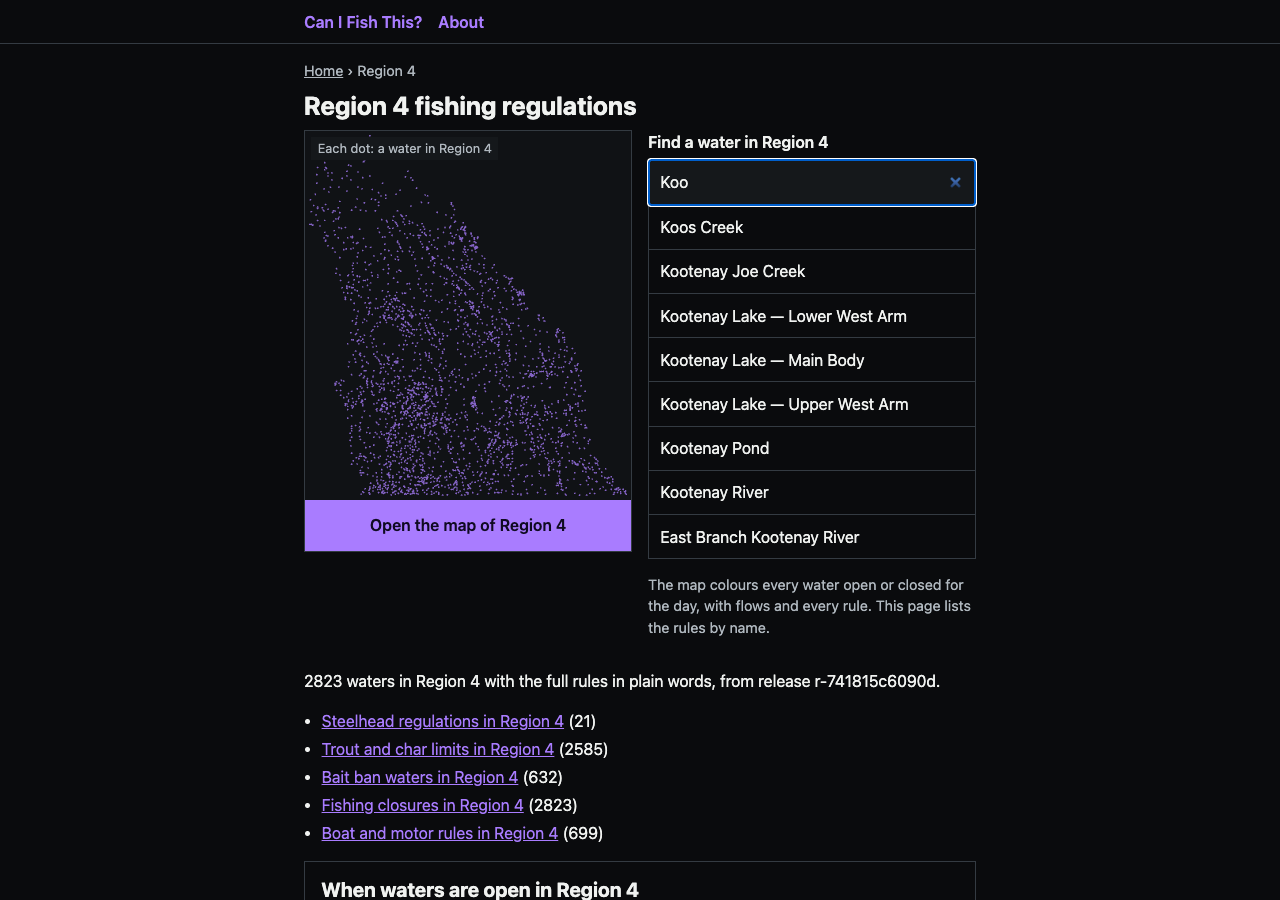 Can I Fish This? About
Home › Region 4
Region 4 fishing regulations
Each dot: a water in Region 4
Open the map of Region 4
Find a water in Region 4
Koo
Koos Creek
Kootenay Joe Creek
Kootenay Lake — Lower West Arm
Kootenay Lake — Main Body
Kootenay Lake — Upper West Arm
Kootenay Pond
Kootenay River
East Branch Kootenay River
The map colours every water open or closed for
the day, with flows and every rule. This page lists
the rules by name.
2823 waters in Region 4 with the full rules in plain words, from release r-741815c6090d.
• Steelhead regulations in Region 4 (21)
• Trout and char limits in Region 4 (2585)
• Bait ban waters in Region 4 (632)
• Fishing closures in Region 4 (2823)
• Boat and motor rules in Region 4 (699)
When waters are open in Region 4